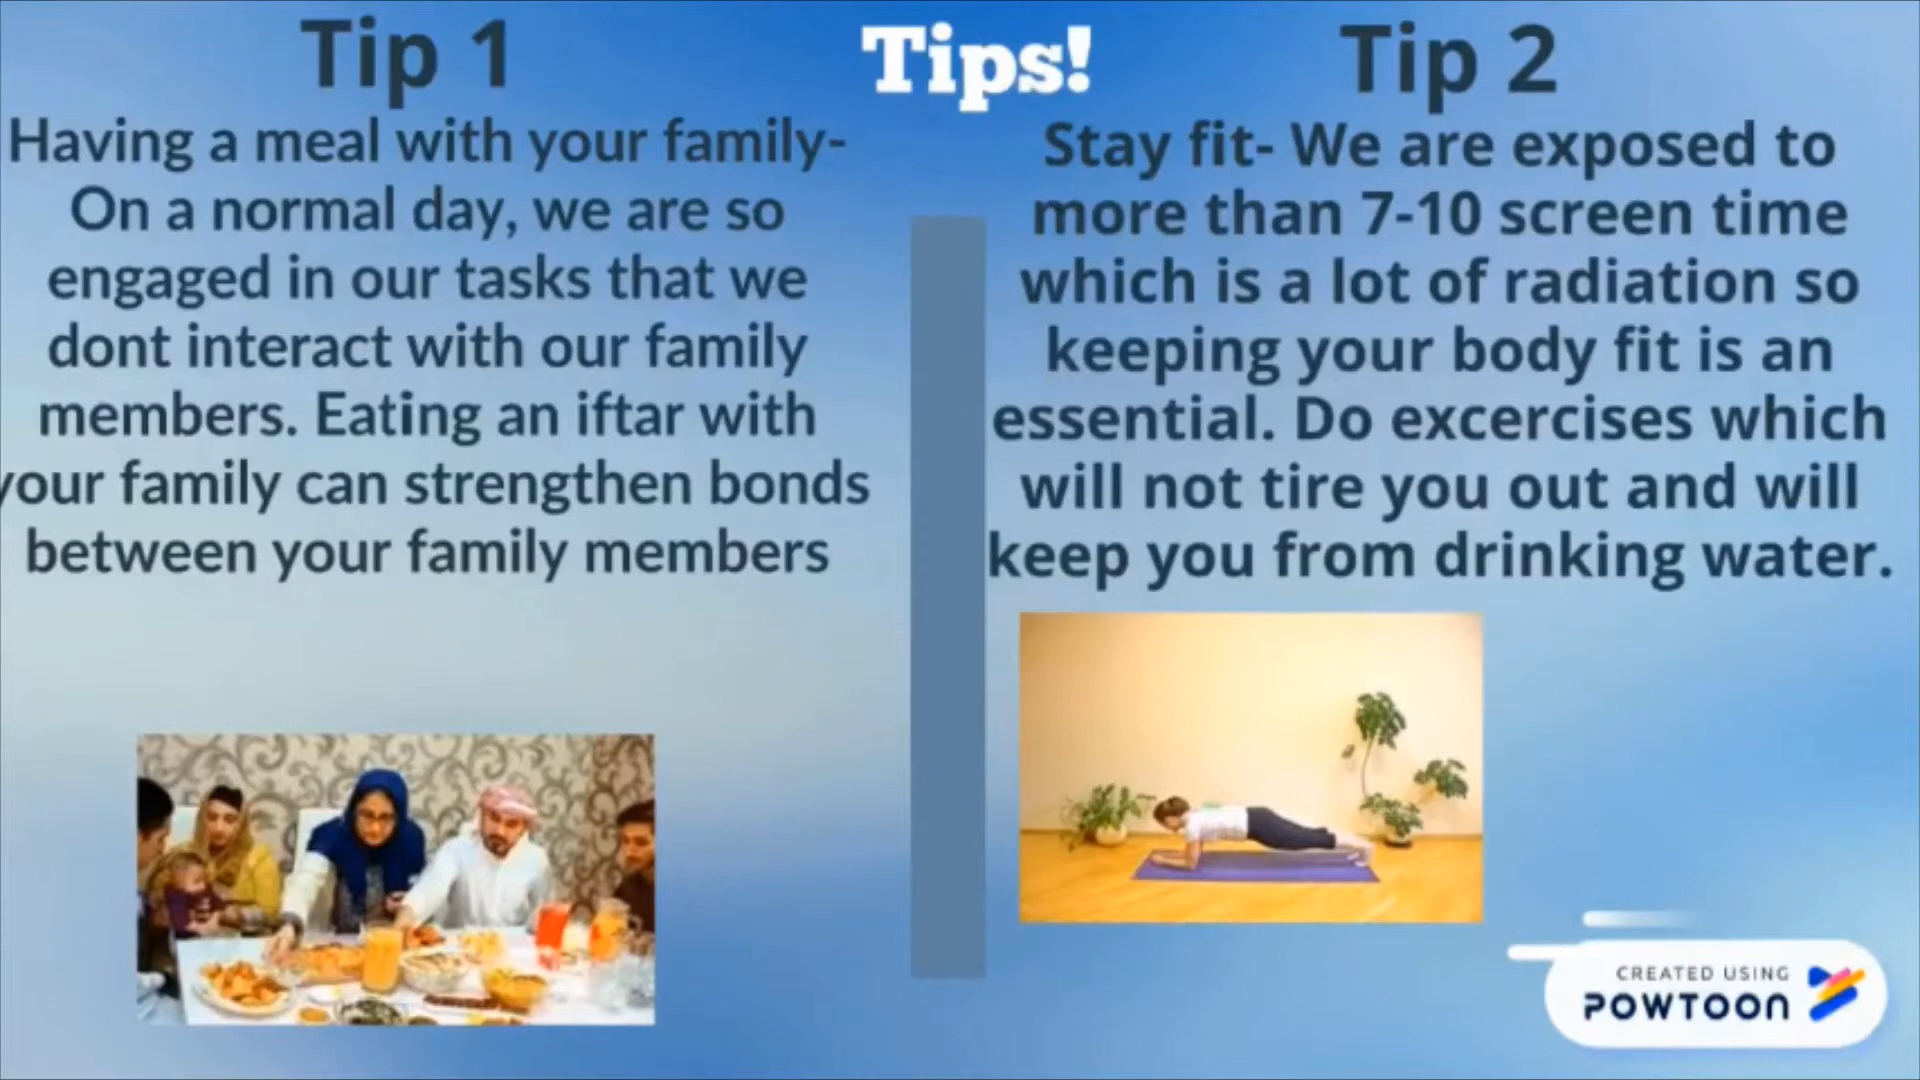 Tips!
Tip 1
Having a meal with your family-
On a normal day, we are so
engaged in our tasks that we
dont interact with our family
members. Eating an iftar with
your family can strengthen bonds
between your family members
Tip 2
Stay fit- We are exposed to
more than 7-10 screen time
which is a lot of radiation so
keeping your body fit is an
essential. Do excercises which
will not tire you out and will
keep you from drinking water.
CREATED USING
POWTOON